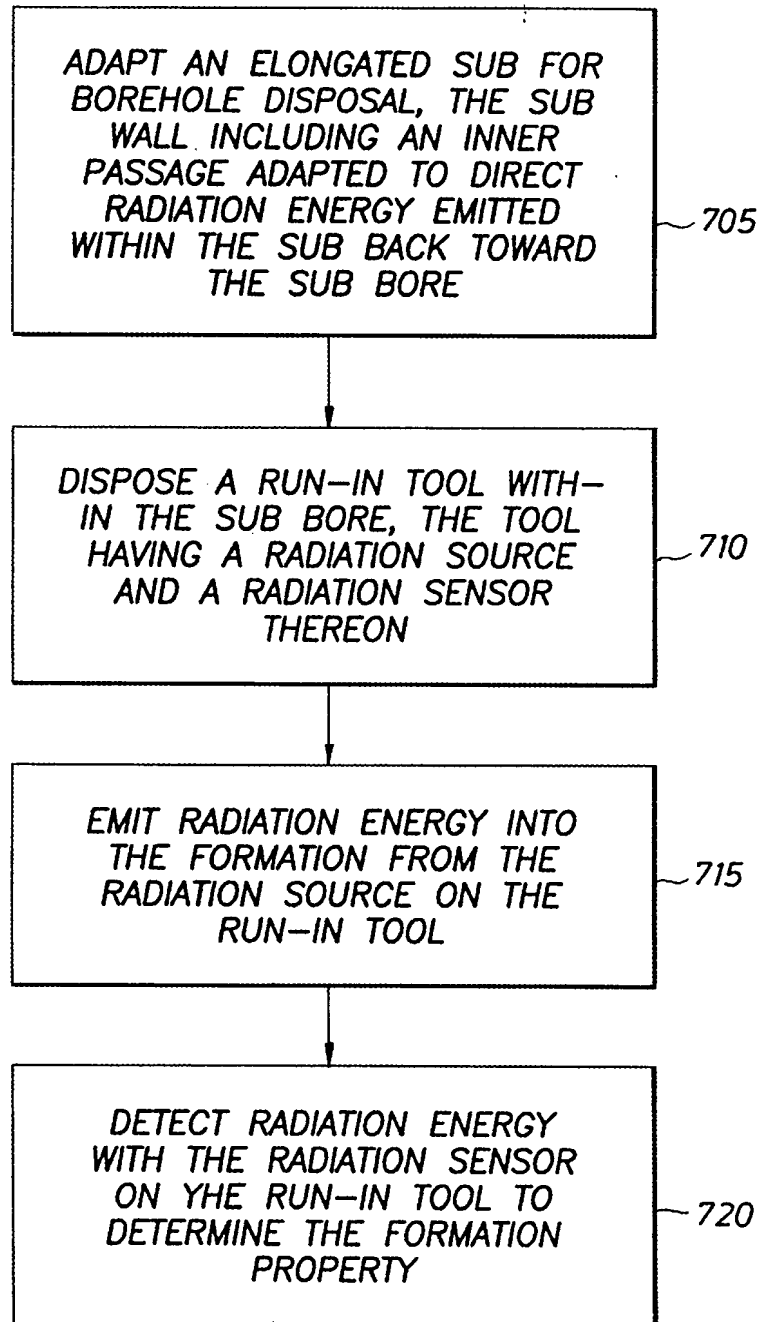 ADAPT AN ELONGATED SUB FOR
BOREHOLE DISPOSAL, THE SUB
WALL INCLUDING AN INNER
PASSAGE ADAPTED TO DIRECT
RADIATION ENERGY EMITTED
WITHIN THE SUB BACK TOWARD
THE SUB BORE
705
DISPOSE A RUN-IN TOOL WITH-
IN THE SUB BORE, THE TOOL
HAVING A RADIATION SOURCE
AND A RADIATION SENSOR
THEREON
710
EMIT RADIATION ENERGY INTO
THE FORMATION FROM THE
RADIATION SOURCE ON THE
RUN-IN TOOL
715
DETECT RADIATION ENERGY
WITH THE RADIATION SENSOR
ON YHE RUN-IN TOOL TO
DETERMINE THE FORMATION
PROPERTY
720